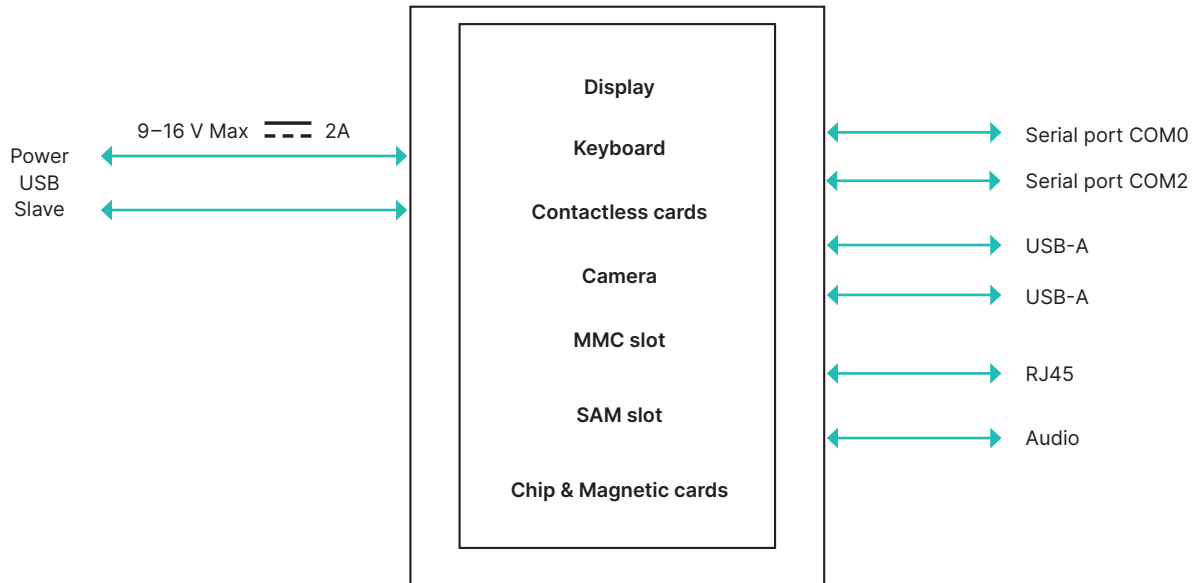 9–16 V Max 2A
Power
USB
Slave
Display
Keyboard
Contactless cards
Camera
MMC slot
SAM slot
Chip & Magnetic cards
Serial port COM0
Serial port COM2
USB-A
USB-A
RJ45
Audio